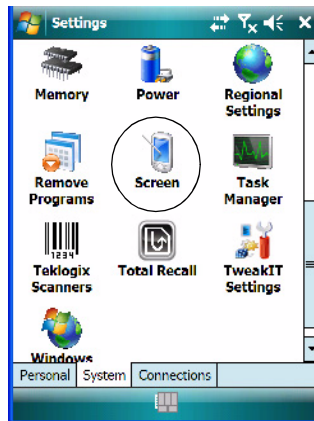 Settings
Memory Power Regional
Settings
Remove Screen Task
Programs Manager
1234
Teklogix Total Recall TweakIT
Scanners Settings
Windows
Personal System Connections